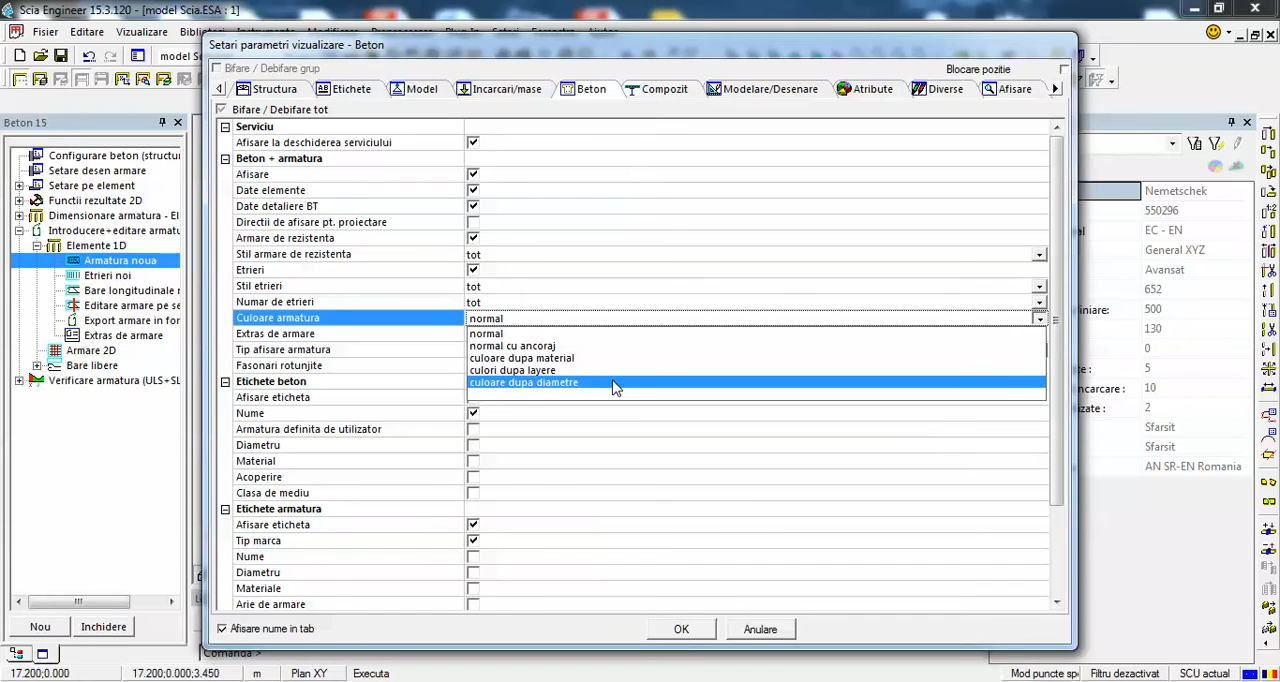 Scia Engineer 15.3.120 - [model Scia.ESA : 1]
Fisier Editare Vizualizare
model S
Setari parametri vizualizare - Beton
Bifare / Debifare grup
Blocare pozitie
Structura Etichete Model Incarcari/mase Beton Compozit Modelare/Desenare Atribute Diverse Afisare
Bifare / Debifare tot
Beton 15
Configurare beton (structur
Setare desen armare
Setare pe element
Functii rezultate 2D
Dimensionare armatura - El
Introducere+editare armatu
Elemente 1D
Armatura noua
Etrieri noi
Bare longitudinale
Editare armare pe se
Export armare in for
Extras de armare
Armare 2D
Bare libere
Verificare armatura (ULS+SL
Nou Inchidere
Serviciu
Afisare la deschiderea serviciului
Beton + armatura
Afisare
Date elemente
Date detaliere BT
Directii de afisare pt. proiectare
Armare de rezistenta
Stil armare de rezistenta tot
Etrieri
Stil etrieri tot
Numar de etrieri tot
Culoare armatura normal
Extras de armare
Tip afisare armatura
Fasonari rotunjite
normal
normal cu ancoraj
culoare dupa material
culori dupa layere
culoare dupa diametre
Etichete beton
Afisare eticheta
Nume
Armatura definita de utilizator
Diametru
Material
Acoperire
Clasa de mediu
Etichete armatura
Afisare eticheta
Tip marca
Nume
Diametru
Materiale
Arie de armare
Afisare nume in tab
OK Anulare
Nemetschek
550296
al EC - EN
General XYZ
Avansat
652
finiare: 500
130
0
e : 5
ncarcare : 10
lizate : 2
Sfarsit
Sfarsit
AN SR-EN Romania
Comanda >
17.200;0.000 17.200;0.000;3.450 m Plan XY Executa Mod puncte sp Filtru dezactivat SCU actual